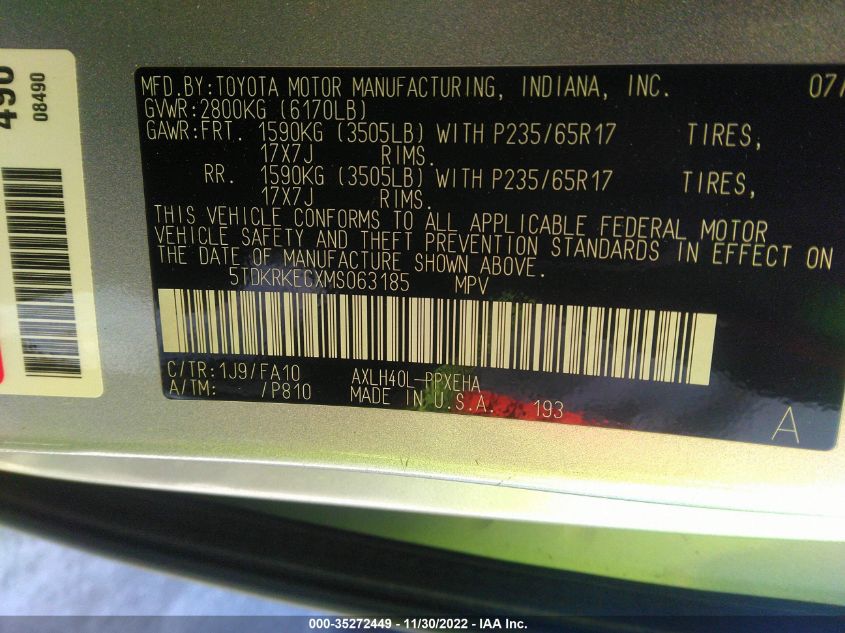 490
08490
MFD.BY:TOYOTA MOTOR MANUFACTURING, INDIANA, INC. 07/
GVWR:2800KG (6170LB)
GAWR:FRT. 1590KG (3505LB) WITH P235/65R17 TIRES,
17X7J RIMS.
RR. 1590KG (3505LB) WITH P235/65R17 TIRES,
17X7J RIMS.
THIS VEHICLE CONFORMS TO ALL APPLICABLE FEDERAL MOTOR
VEHICLE SAFETY AND THEFT PREVENTION STANDARDS IN EFFECT ON
THE DATE OF MANUFACTURE SHOWN ABOVE.
5TDKRKECXMS063185 MPV
C/TR:1J9/FA10 AXLH40L-PPXEHA
A/TM: /P810 MADE IN U.S.A. 193
A
000-35272449 - 11/30/2022 - IAA Inc.